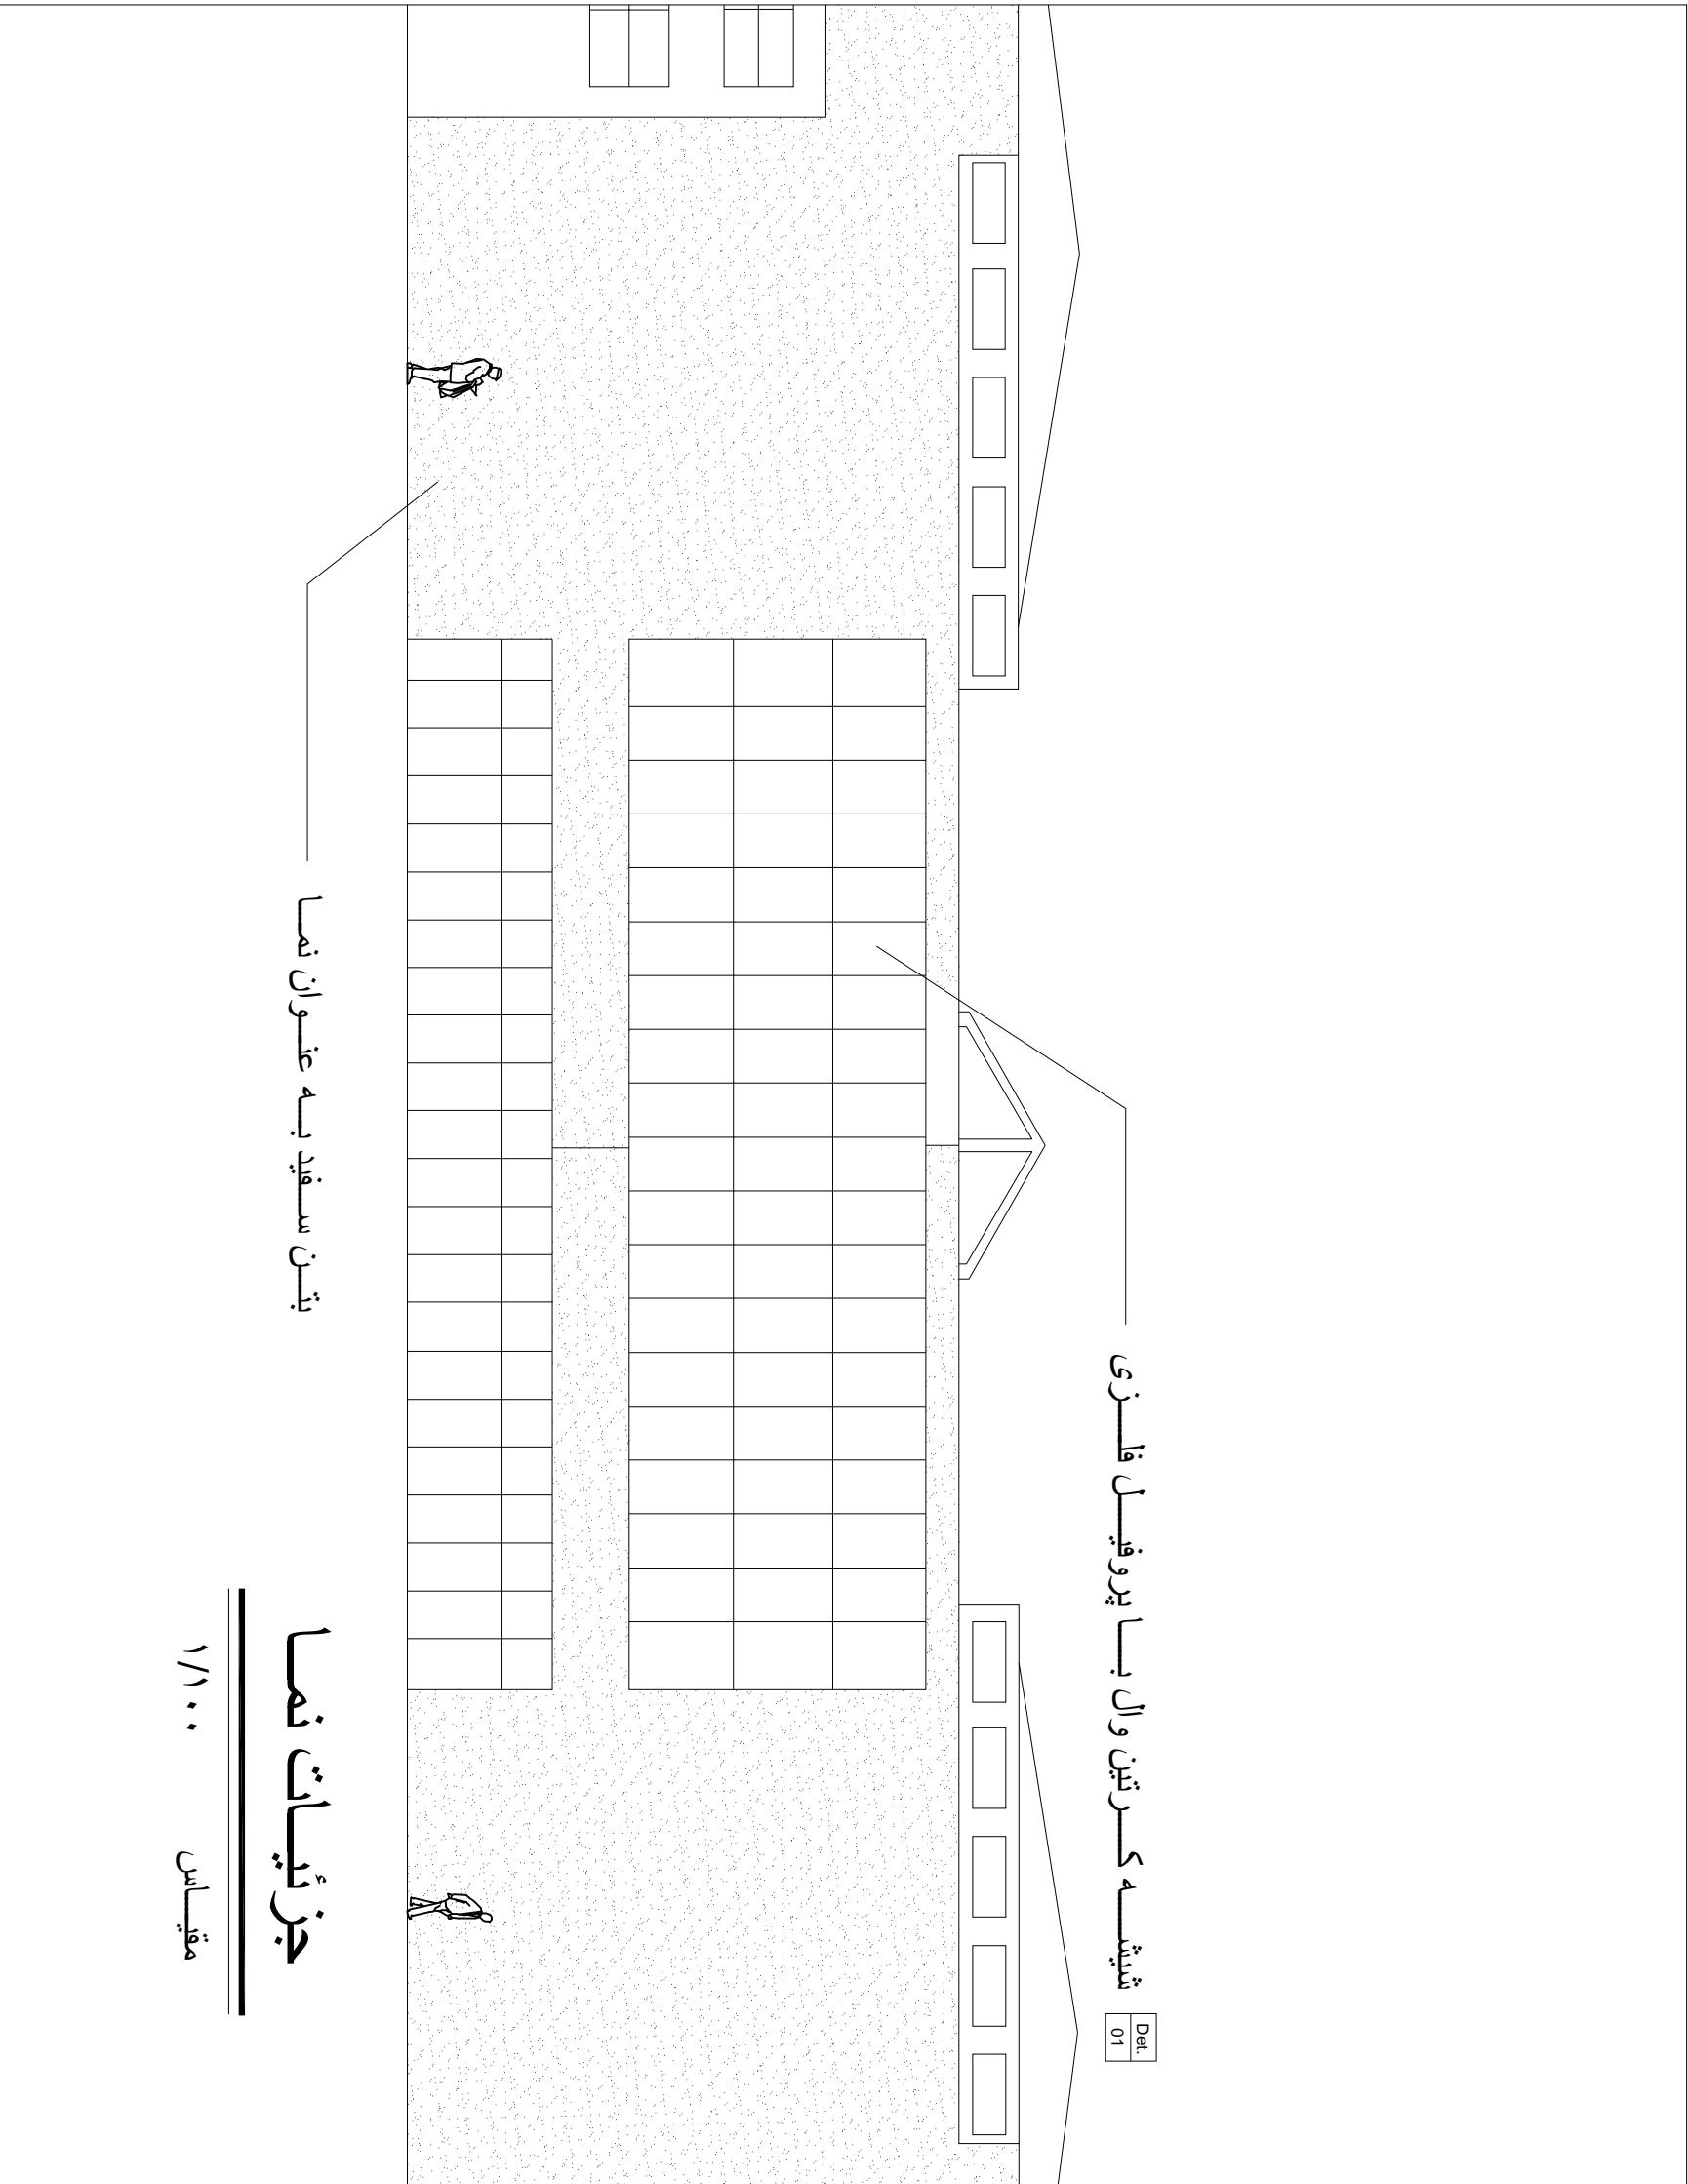 شیشه کرتین وال با پروفیل فلزی
Det.
01
بتن سفید به عنوان نما
جزئیات نما
مقیاس ۱/۱۰۰